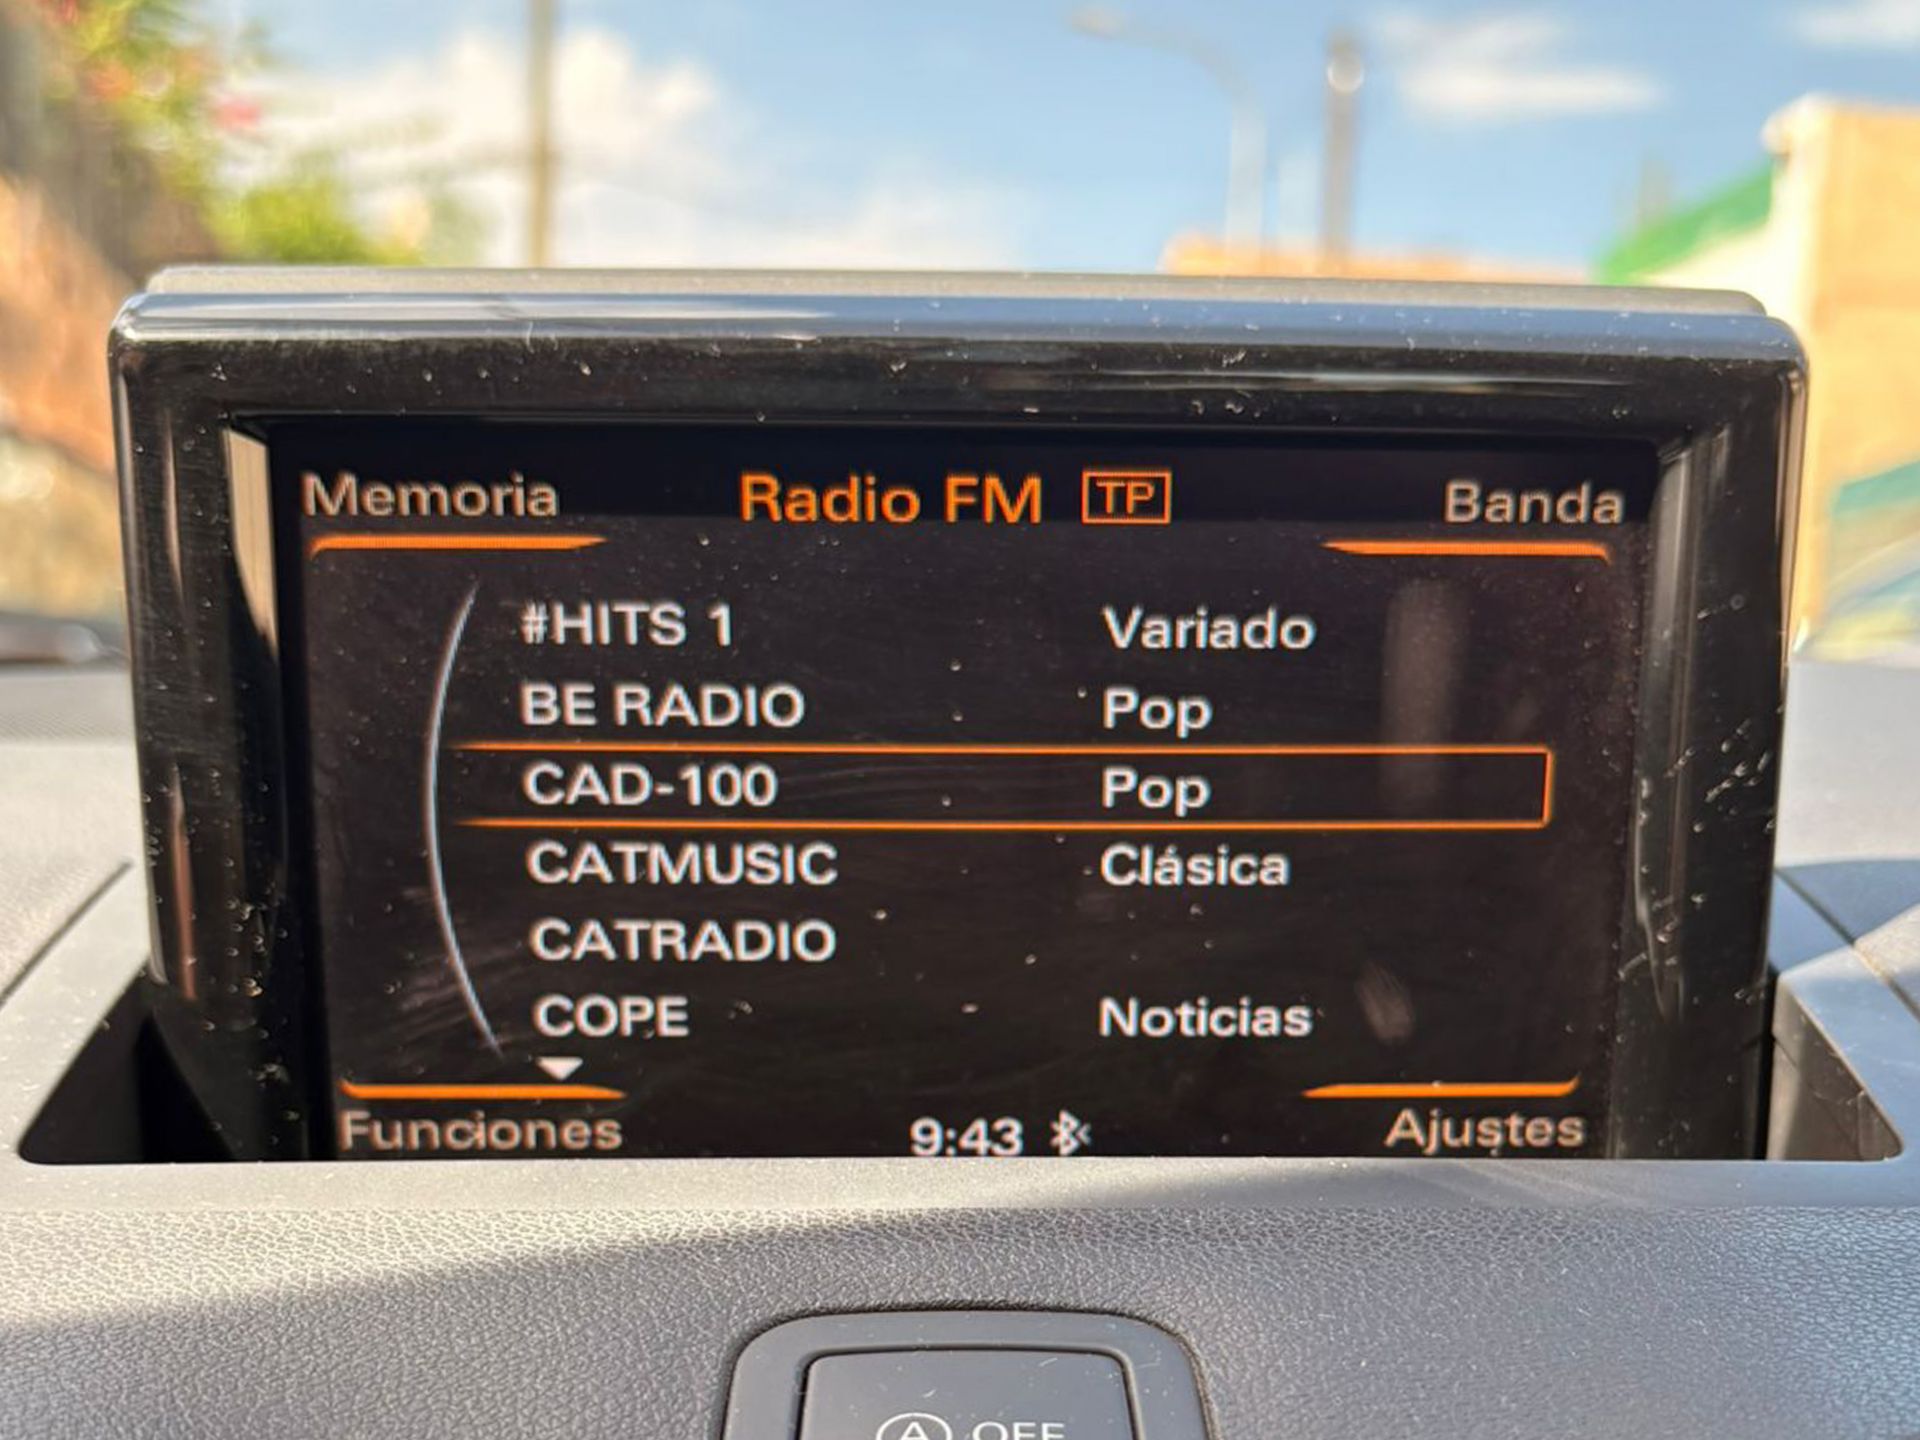 Memoria Radio FM TP Banda
#HITS 1 Variado
BE RADIO Pop
CAD-100 Pop
CATMUSIC Clásica
CATRADIO
COPE Noticias
Funciones 9:43 Ajustes
A OFF